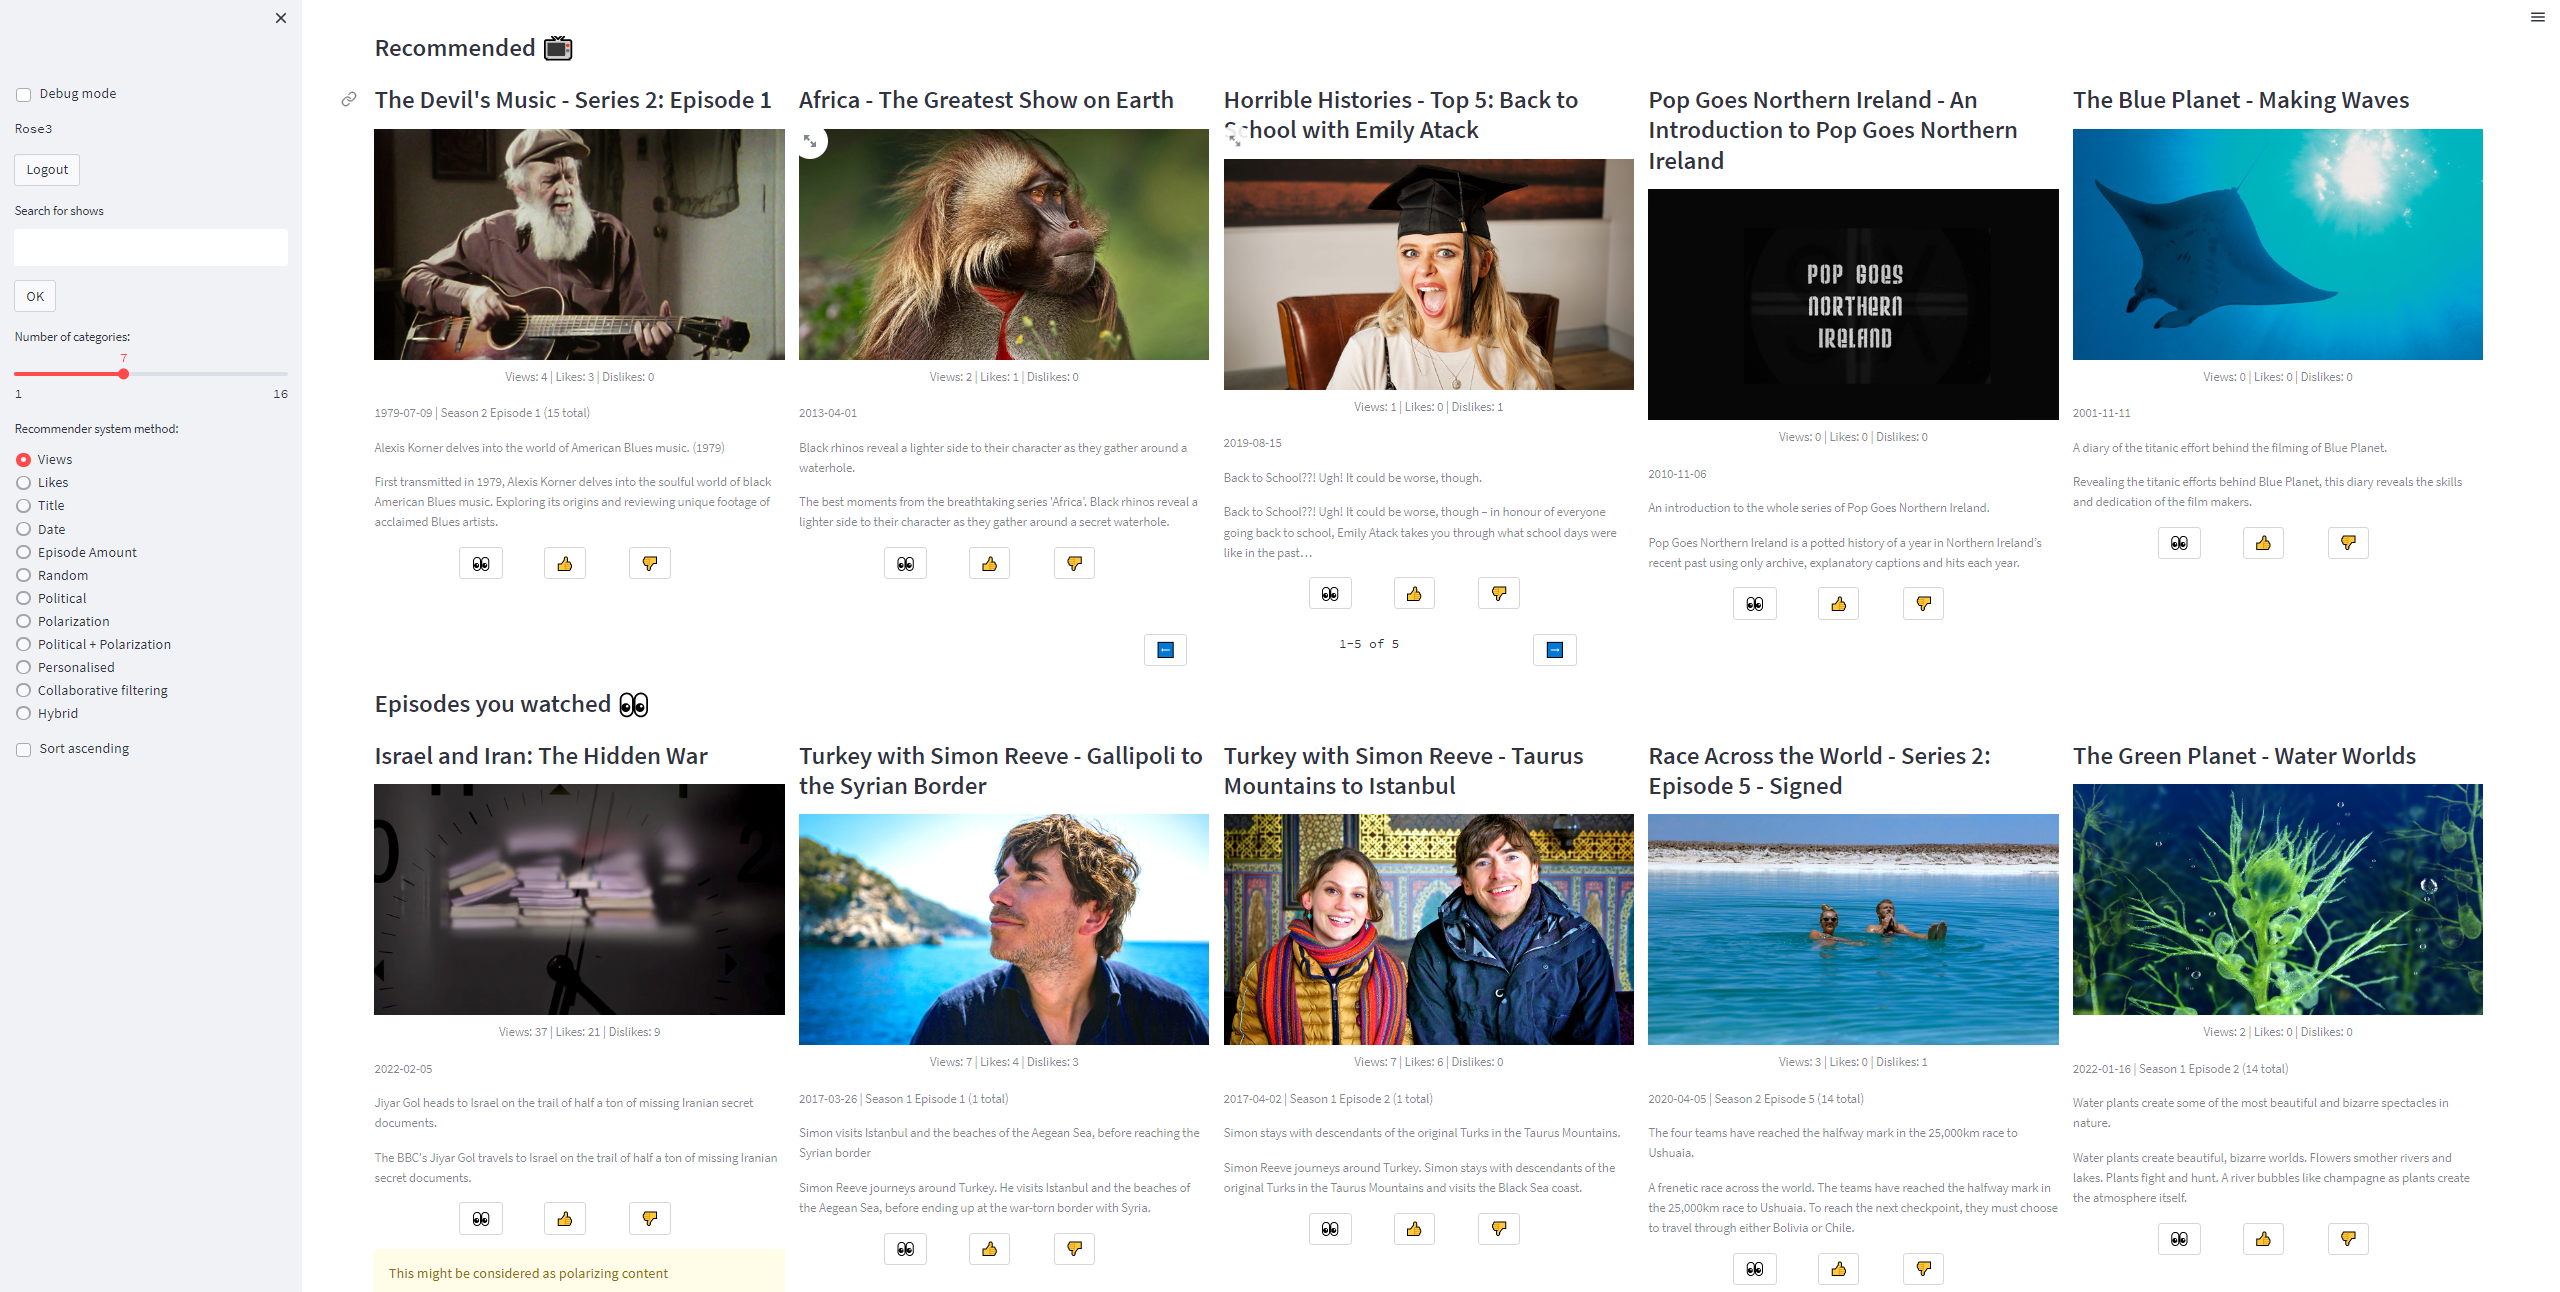 Debug mode
Rose3
Logout
Search for shows
OK
Number of categories:
7
1 16
Recommender system method:
Views
Likes
Title
Date
Episode Amount
Random
Political
Polarization
Political + Polarization
Personalised
Collaborative filtering
Hybrid
Sort ascending
Recommended
The Devil's Music - Series 2: Episode 1
Views: 4 | Likes: 3 | Dislikes: 0
1979-07-09 | Season 2 Episode 1 (15 total)
Alexis Korner delves into the world of American Blues music. (1979)
First transmitted in 1979, Alexis Korner delves into the soulful world of black
American Blues music. Exploring its origins and reviewing unique footage of
acclaimed Blues artists.
Africa - The Greatest Show on Earth
Views: 2 | Likes: 1 | Dislikes: 0
2013-04-01
Black rhinos reveal a lighter side to their character as they gather around a
waterhole.
The best moments from the breathtaking series 'Africa'. Black rhinos reveal a
lighter side to their character as they gather around a secret waterhole.
Horrible Histories - Top 5: Back to
School with Emily Atack
Views: 1 | Likes: 0 | Dislikes: 1
2019-08-15
Back to School??! Ugh! It could be worse, though.
Back to School??! Ugh! It could be worse, though – in honour of everyone
going back to school, Emily Atack takes you through what school days were
like in the past…
Pop Goes Northern Ireland - An
Introduction to Pop Goes Northern
Ireland
POP GOES
NORTHERN
IRELAND
Views: 0 | Likes: 0 | Dislikes: 0
2010-11-06
An introduction to the whole series of Pop Goes Northern Ireland.
Pop Goes Northern Ireland is a potted history of a year in Northern Ireland's
recent past using only archive, explanatory captions and hits each year.
The Blue Planet - Making Waves
Views: 0 | Likes: 0 | Dislikes: 0
2001-11-11
A diary of the titanic effort behind the filming of Blue Planet.
Revealing the titanic efforts behind Blue Planet, this diary reveals the skills
and dedication of the film makers.
1-5 of 5
Episodes you watched
Israel and Iran: The Hidden War
Views: 37 | Likes: 21 | Dislikes: 9
2022-02-05
Jiyar Gol heads to Israel on the trail of half a ton of missing Iranian secret
documents.
The BBC's Jiyar Gol travels to Israel on the trail of half a ton of missing Iranian
secret documents.
This might be considered as polarizing content
Turkey with Simon Reeve - Gallipoli to
the Syrian Border
Views: 7 | Likes: 4 | Dislikes: 3
2017-03-26 | Season 1 Episode 1 (1 total)
Simon visits Istanbul and the beaches of the Aegean Sea, before reaching the
Syrian border
Simon Reeve journeys around Turkey. He visits Istanbul and the beaches of
the Aegean Sea, before ending up at the war-torn border with Syria.
Turkey with Simon Reeve - Taurus
Mountains to Istanbul
Views: 7 | Likes: 6 | Dislikes: 0
2017-04-02 | Season 1 Episode 2 (1 total)
Simon stays with descendants of the original Turks in the Taurus Mountains.
Simon Reeve journeys around Turkey. Simon stays with descendants of the
original Turks in the Taurus Mountains and visits the Black Sea coast.
Race Across the World - Series 2:
Episode 5 - Signed
Views: 3 | Likes: 0 | Dislikes: 1
2020-04-05 | Season 2 Episode 5 (14 total)
The four teams have reached the halfway mark in the 25,000km race to
Ushuaia.
A frenetic race across the world. The teams have reached the halfway mark in
the 25,000km race to Ushuaia. To reach the next checkpoint, they must choose
to travel through either Bolivia or Chile.
The Green Planet - Water Worlds
Views: 2 | Likes: 0 | Dislikes: 0
2022-01-16 | Season 1 Episode 2 (14 total)
Water plants create some of the most beautiful and bizarre spectacles in
nature.
Water plants create beautiful, bizarre worlds. Flowers smother rivers and
lakes. Plants fight and hunt. A river bubbles like champagne as plants create
the atmosphere itself.